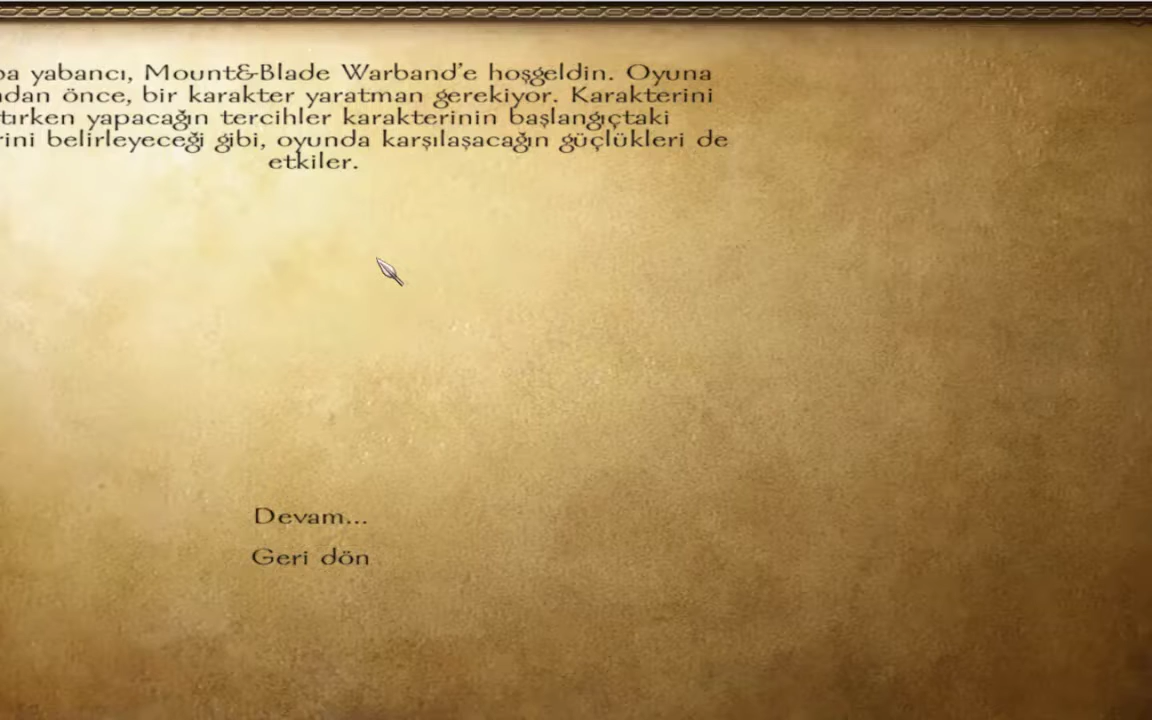 yabancı, Mount&Blade Warband'e hoşgeldin. Oyuna
önce, bir karakter yaratman gerekiyor. Karakterini
yapacağın tercihler karakterinin başlangıçtaki
belirleyeceği gibi, oyunda karşılaşacağın güçlükleri de
etkiler.
Devam...
Geri dön